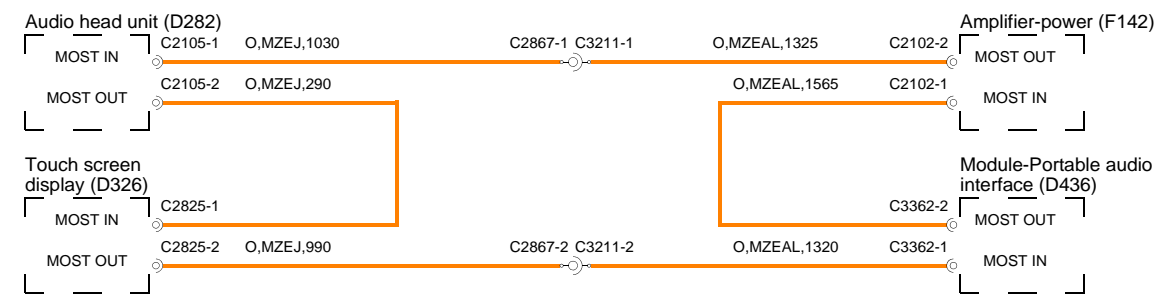 Audio head unit (D282)
Amplifier-power (F142)
MOST IN
C2105-1
O,MZEJ,1030
C2867-1 C3211-1
O,MZEAL,1325
C2102-2
MOST OUT
MOST OUT
C2105-2
O,MZEJ,290
O,MZEAL,1565
C2102-1
MOST IN
Touch screen
display (D326)
Module-Portable audio
interface (D436)
MOST IN
C2825-1
C3362-2
MOST OUT
MOST OUT
C2825-2
O,MZEJ,990
C2867-2 C3211-2
O,MZEAL,1320
C3362-1
MOST IN